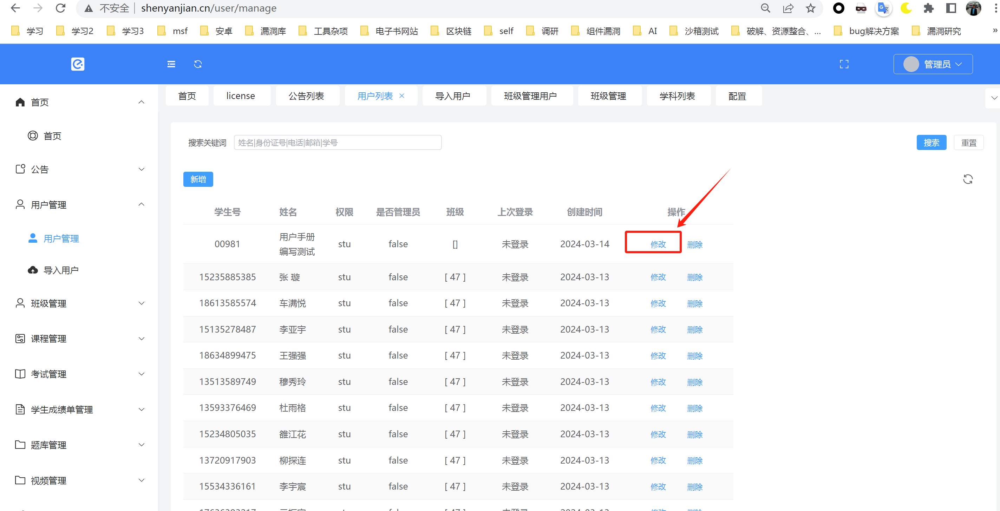 不安全 shenyanjian.cn/user/manage
学习 学习2 学习3 msf 安卓 漏洞库 工具杂项 电子书网站 区块链 self 调研 组件漏洞 AI 沙箱测试 破解、资源整合、... bug解决方案 漏洞研究 »
管理员
首页 license 公告列表 用户列表 × 导入用户 班级管理用户 班级管理 学科列表 配置
首页
首页
公告
用户管理
用户管理
导入用户
班级管理
课程管理
考试管理
学生成绩单管理
题库管理
视频管理
搜索关键词 姓名|身份证号|电话|邮箱|学号 搜索 重置
新增
学生号 姓名 权限 是否管理员 班级 上次登录 创建时间 操作
00981 用户手册 stu false [] 未登录 2024-03-14 修改 删除
编写测试
15235885385 张 璇 stu false [ 47 ] 未登录 2024-03-13 修改 删除
18613585574 车满悦 stu false [ 47 ] 未登录 2024-03-13 修改 删除
15135278487 李亚宇 stu false [ 47 ] 未登录 2024-03-13 修改 删除
18634899475 王强强 stu false [ 47 ] 未登录 2024-03-13 修改 删除
13513589749 穆秀玲 stu false [ 47 ] 未登录 2024-03-13 修改 删除
13593376469 杜雨格 stu false [ 47 ] 未登录 2024-03-13 修改 删除
15234805035 雒江花 stu false [ 47 ] 未登录 2024-03-13 修改 删除
13720917903 柳探连 stu false [ 47 ] 未登录 2024-03-13 修改 删除
15534336161 李宇宸 stu false [ 47 ] 未登录 2024-03-13 修改 删除